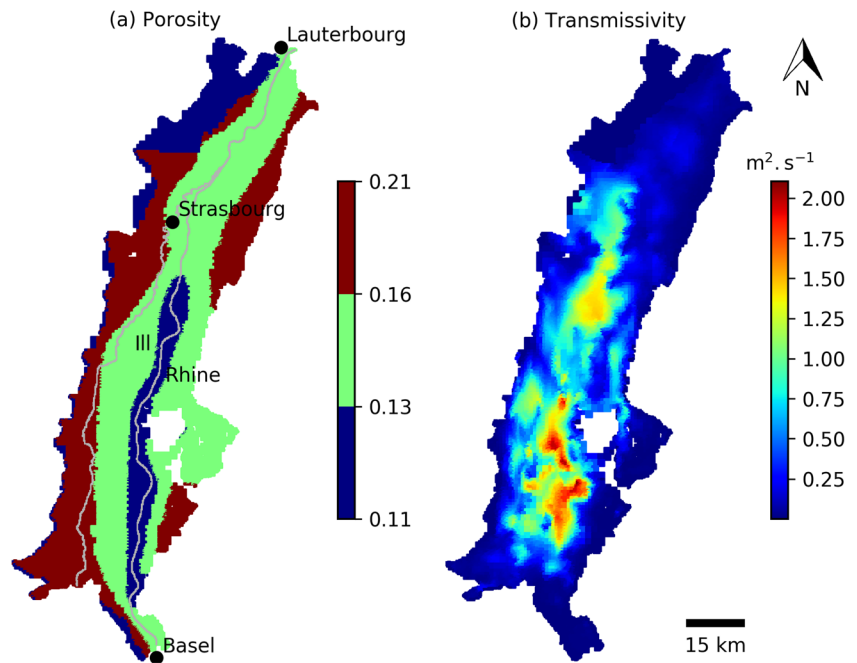 (a) Porosity
(b) Transmissivity
Lauterbourg
N
m².s⁻¹
Strasbourg
0.21
0.16
0.13
0.11
Ill
Rhine
2.00
1.75
1.50
1.25
1.00
0.75
0.50
0.25
Basel
15 km